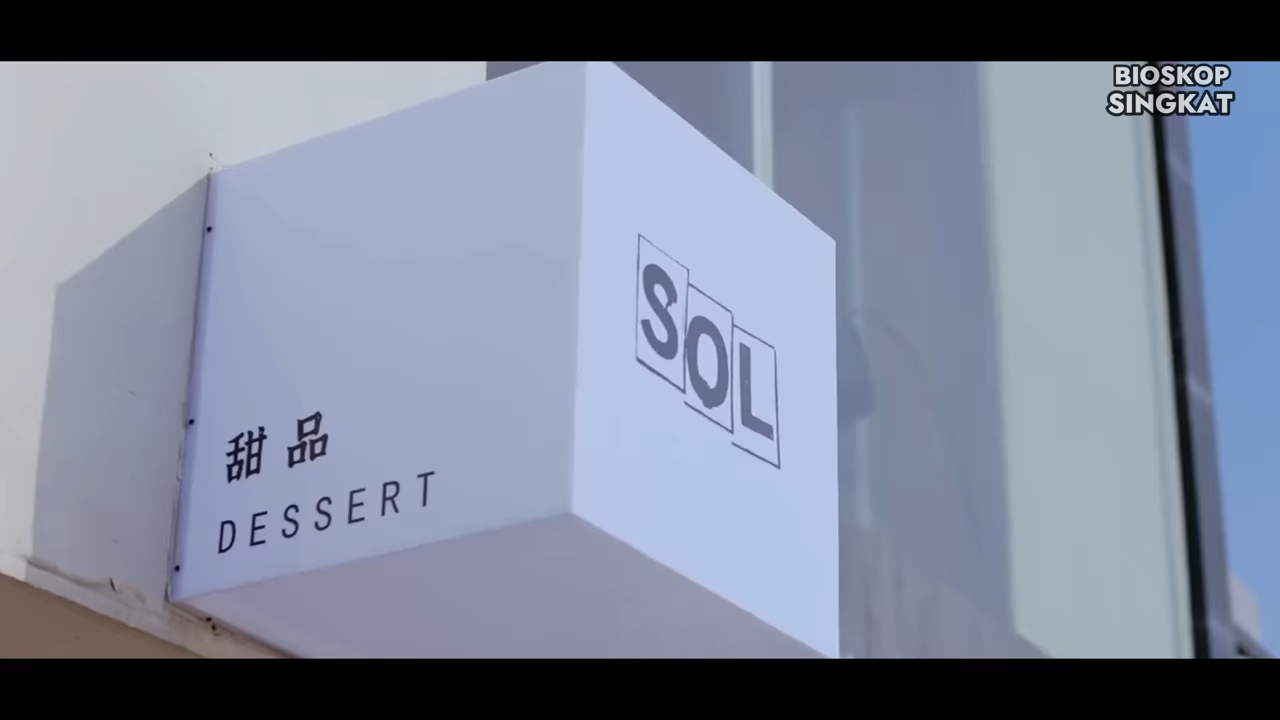 BIOSKOP
SINGKAT
SOL
甜品
DESSERT